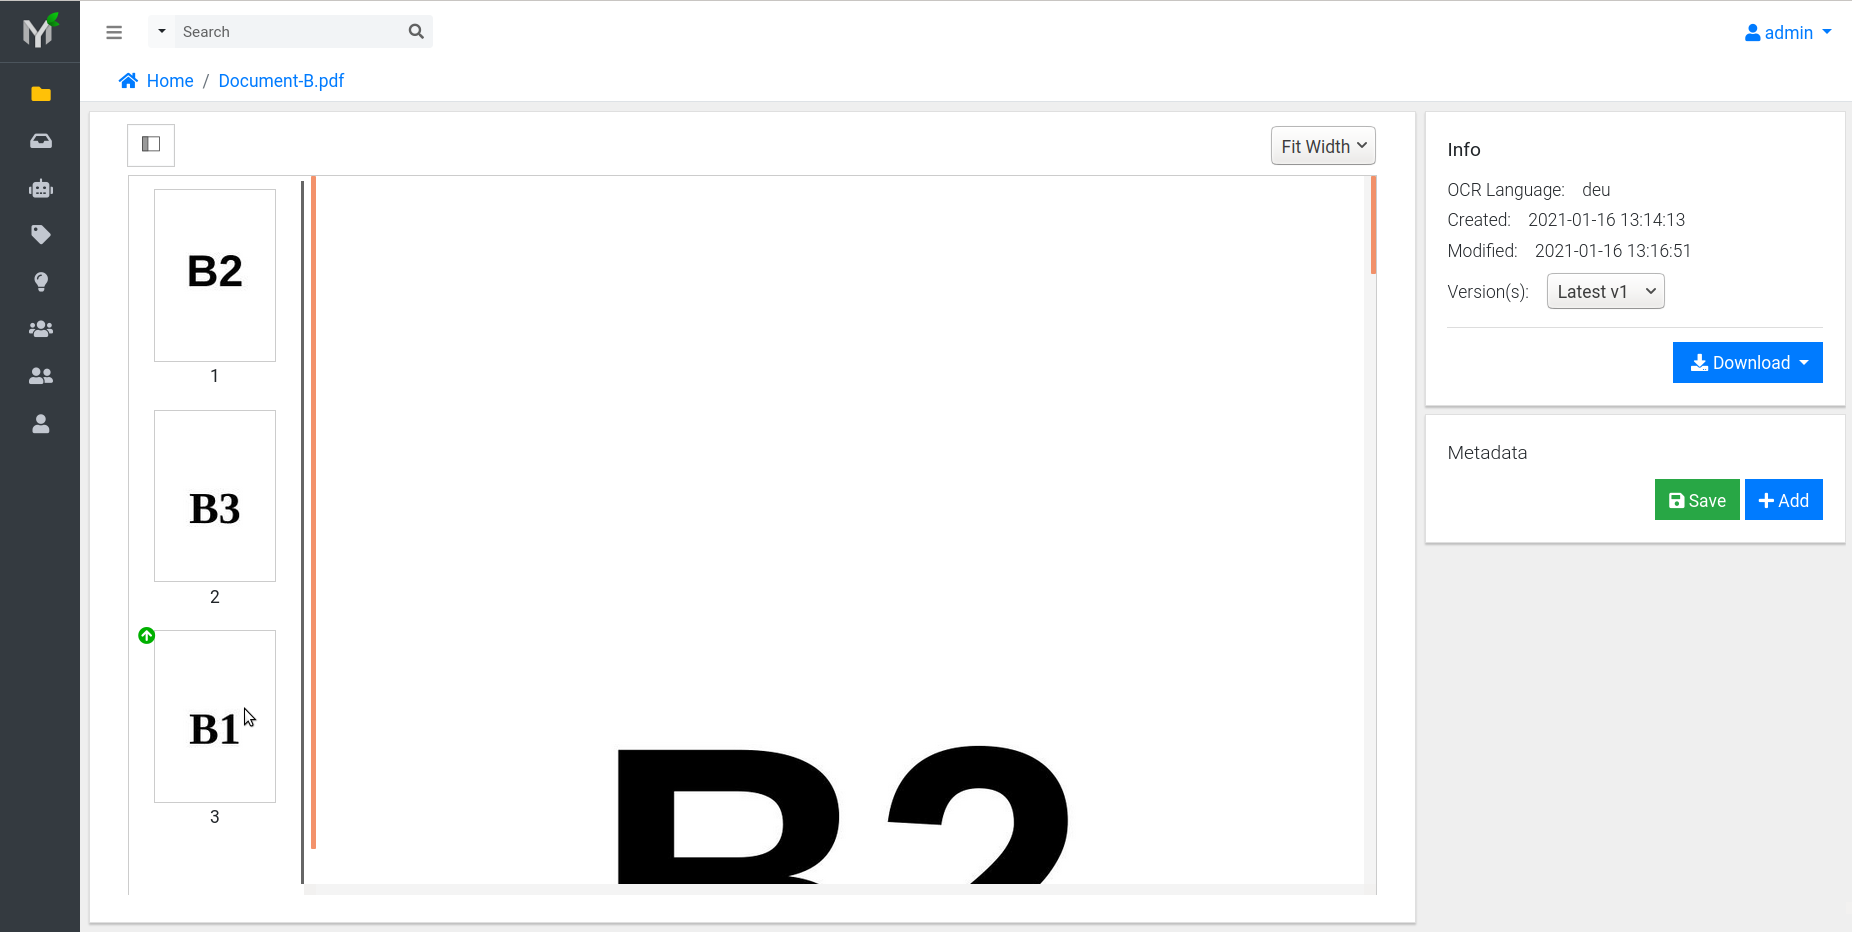 Search
admin
Home / Document-B.pdf
Fit Width
B2
1
B3
2
B1
3
B2
Info
OCR Language: deu
Created: 2021-01-16 13:14:13
Modified: 2021-01-16 13:16:51
Version(s): Latest v1
Download
Metadata
Save
Add